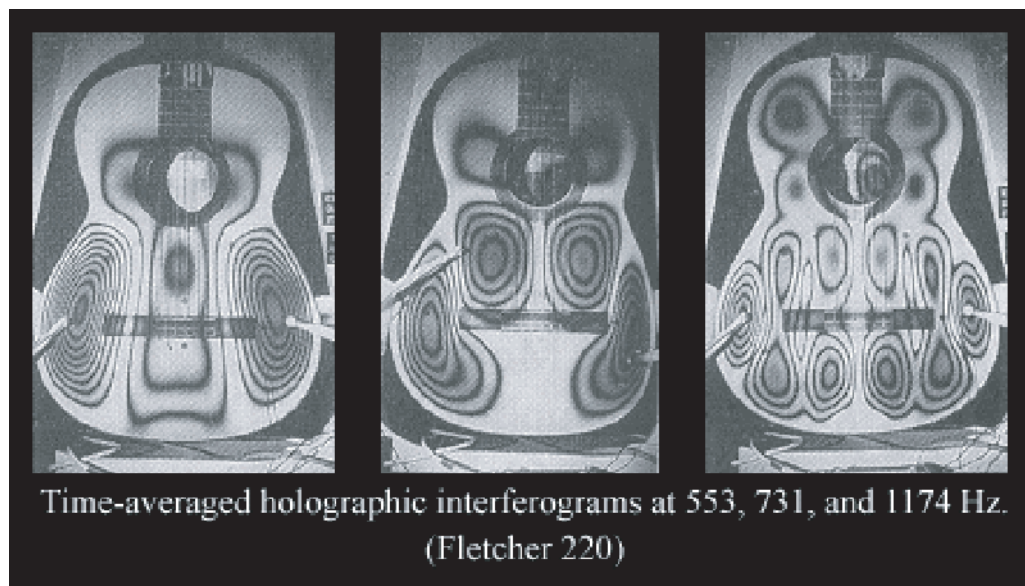 Time-averaged holographic interferograms at 553, 731, and 1174 Hz.
(Fletcher 220)